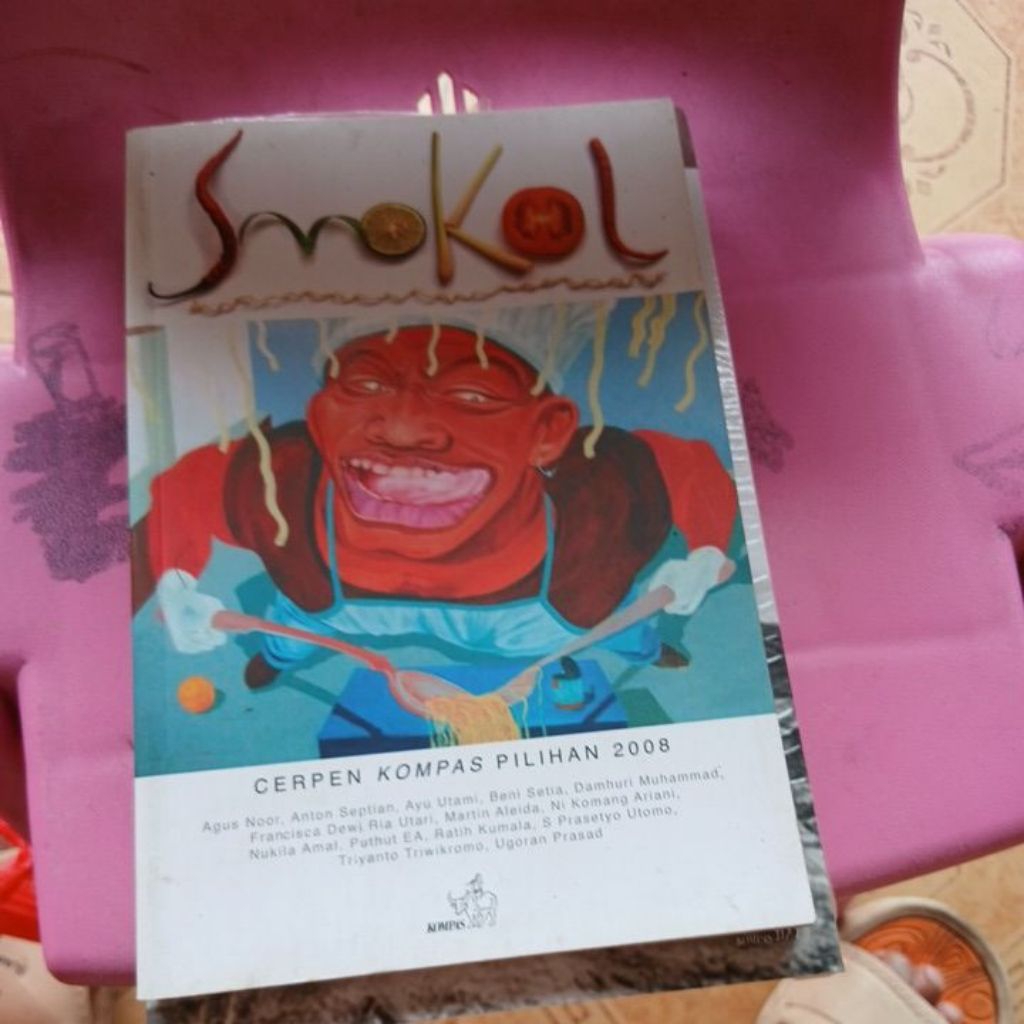 Smokol
CERPEN KOMPAS PILIHAN 2008
Agus Noor, Anton Septian, Ayu Utami, Beni Setia, Damhuri Muhammad,
Francisca Dewi Ria Utari, Martin Aleida, Ni Komang Ariani,
Nukila Amal, Puthut EA, Ratih Kumala, S Prasetyo Utomo,
Triyanto Triwikromo, Ugoran Prasad
KOMPAS
KOMPAS